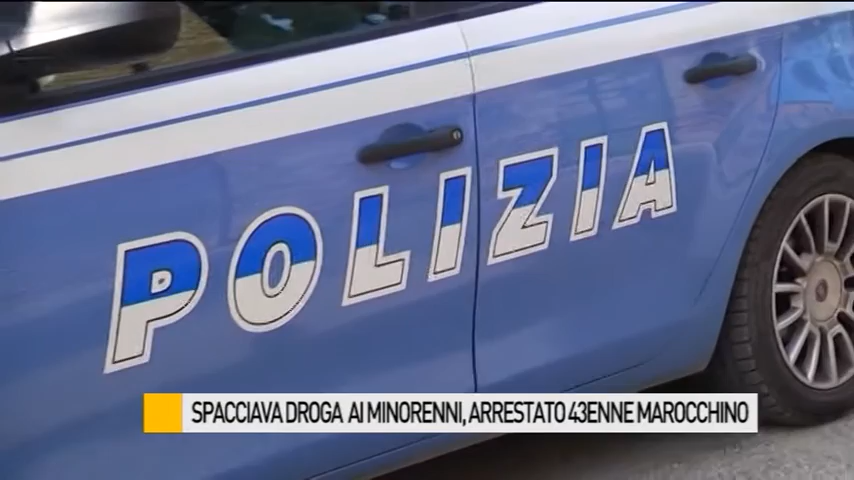 POLIZIA
SPACCIAVA DROGA AI MINORENNI, ARRESTATO 43ENNE MAROCCHINO